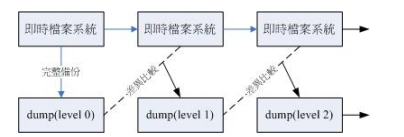 即時檔案系統
即時檔案系統
即時檔案系統
完整備份
差異比較
差異比較
dump(level 0)
dump(level 1)
dump(level 2)